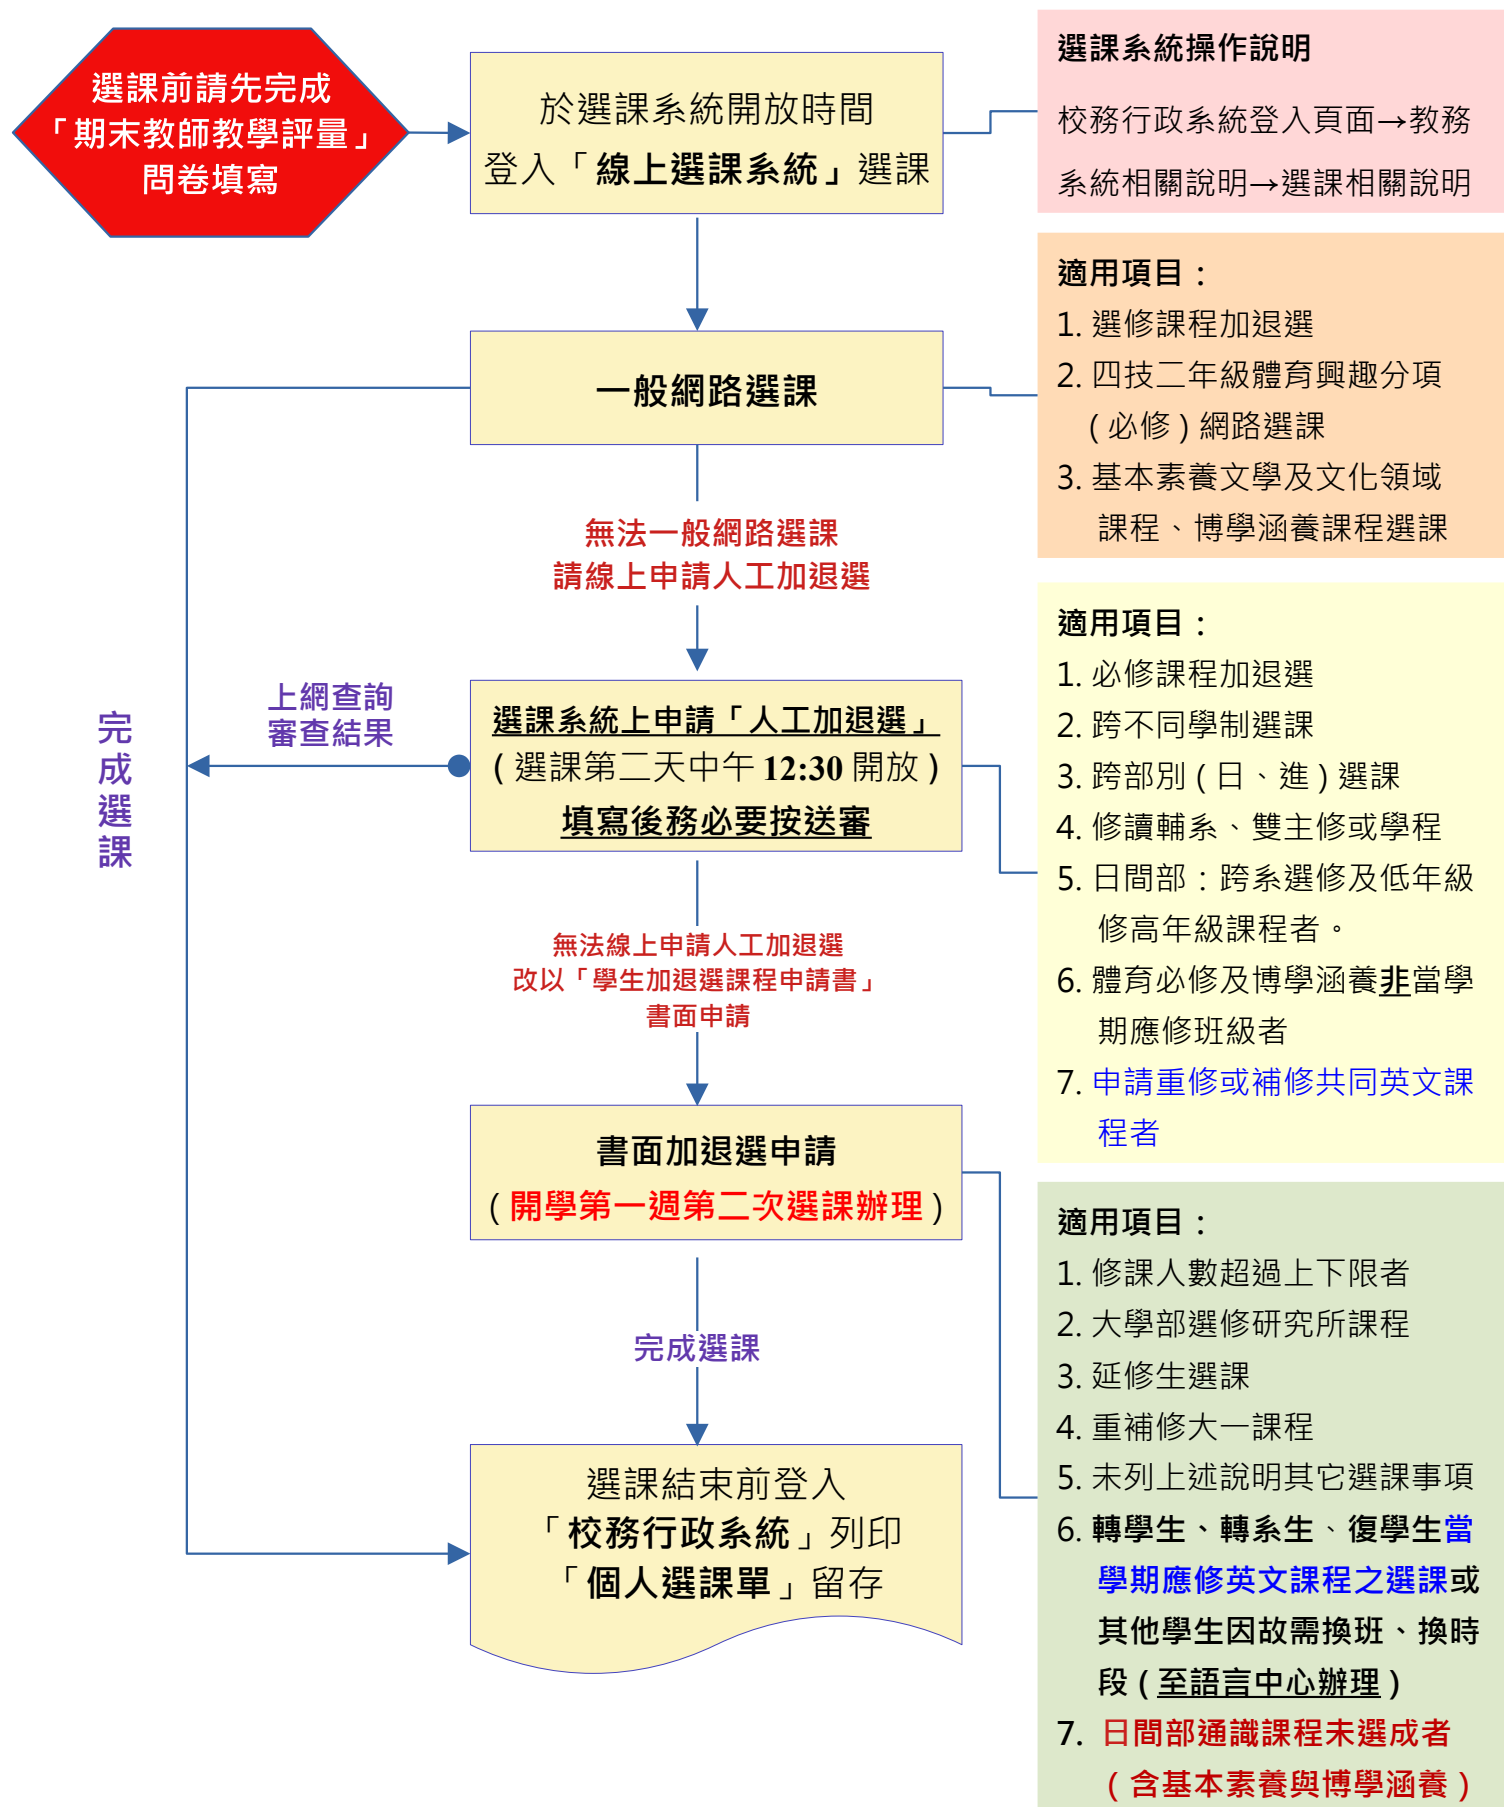 選課前請先完成
「期末教師教學評量」
問卷填寫
於選課系統開放時間
登入「線上選課系統」選課
選課系統操作說明
校務行政系統登入頁面→教務
系統相關說明→選課相關說明
一般網路選課
適用項目：
1. 選修課程加退選
2. 四技二年級體育興趣分項
(必修)網路選課
3. 基本素養文學及文化領域
課程、博學涵養課程選課
無法一般網路選課
請線上申請人工加退選
上網查詢
審查結果
完成選課
選課系統上申請「人工加退選」
(選課第二天中午 12:30 開放)
填寫後務必要按送審
適用項目：
1. 必修課程加退選
2. 跨不同學制選課
3. 跨部別(日、進)選課
4. 修讀輔系、雙主修或學程
5. 日間部：跨系選修及低年級
修高年級課程者。
6. 體育必修及博學涵養非當學
期應修班級者
7. 申請重修或補修共同英文課
程者
無法線上申請人工加退選
改以「學生加退選課程申請書」
書面申請
書面加退選申請
(開學第一週第二次選課辦理)
完成選課
選課結束前登入
「校務行政系統」列印
「個人選課單」留存
適用項目：
1. 修課人數超過上下限者
2. 大學部選修研究所課程
3. 延修生選課
4. 重補修大一課程
5. 未列上述說明其它選課事項
6. 轉學生、轉系生、復學生當
學期應修英文課程之選課或
其他學生因故需換班、換時
段(至語言中心辦理)
7. 日間部通識課程未選成者
(含基本素養與博學涵養)